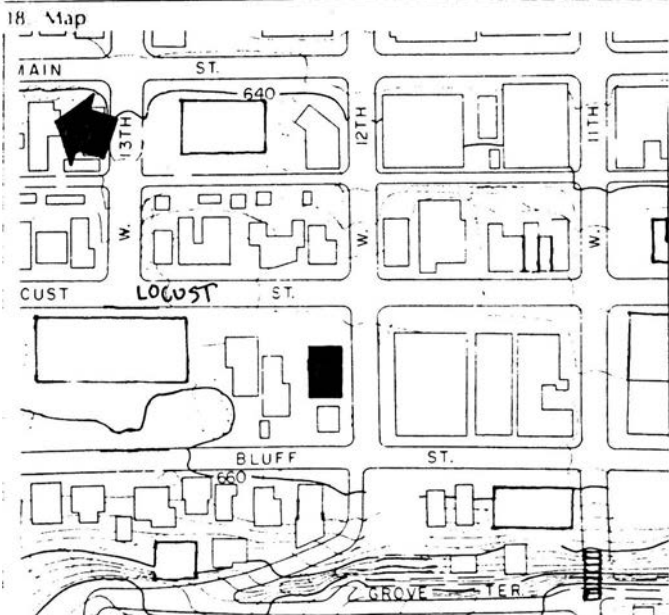 18. Map
MAIN ST.
640
13TH
12TH
11TH
W.
W.
W.
CUST LOCUST ST.
BLUFF ST.
660
GROVE TER.